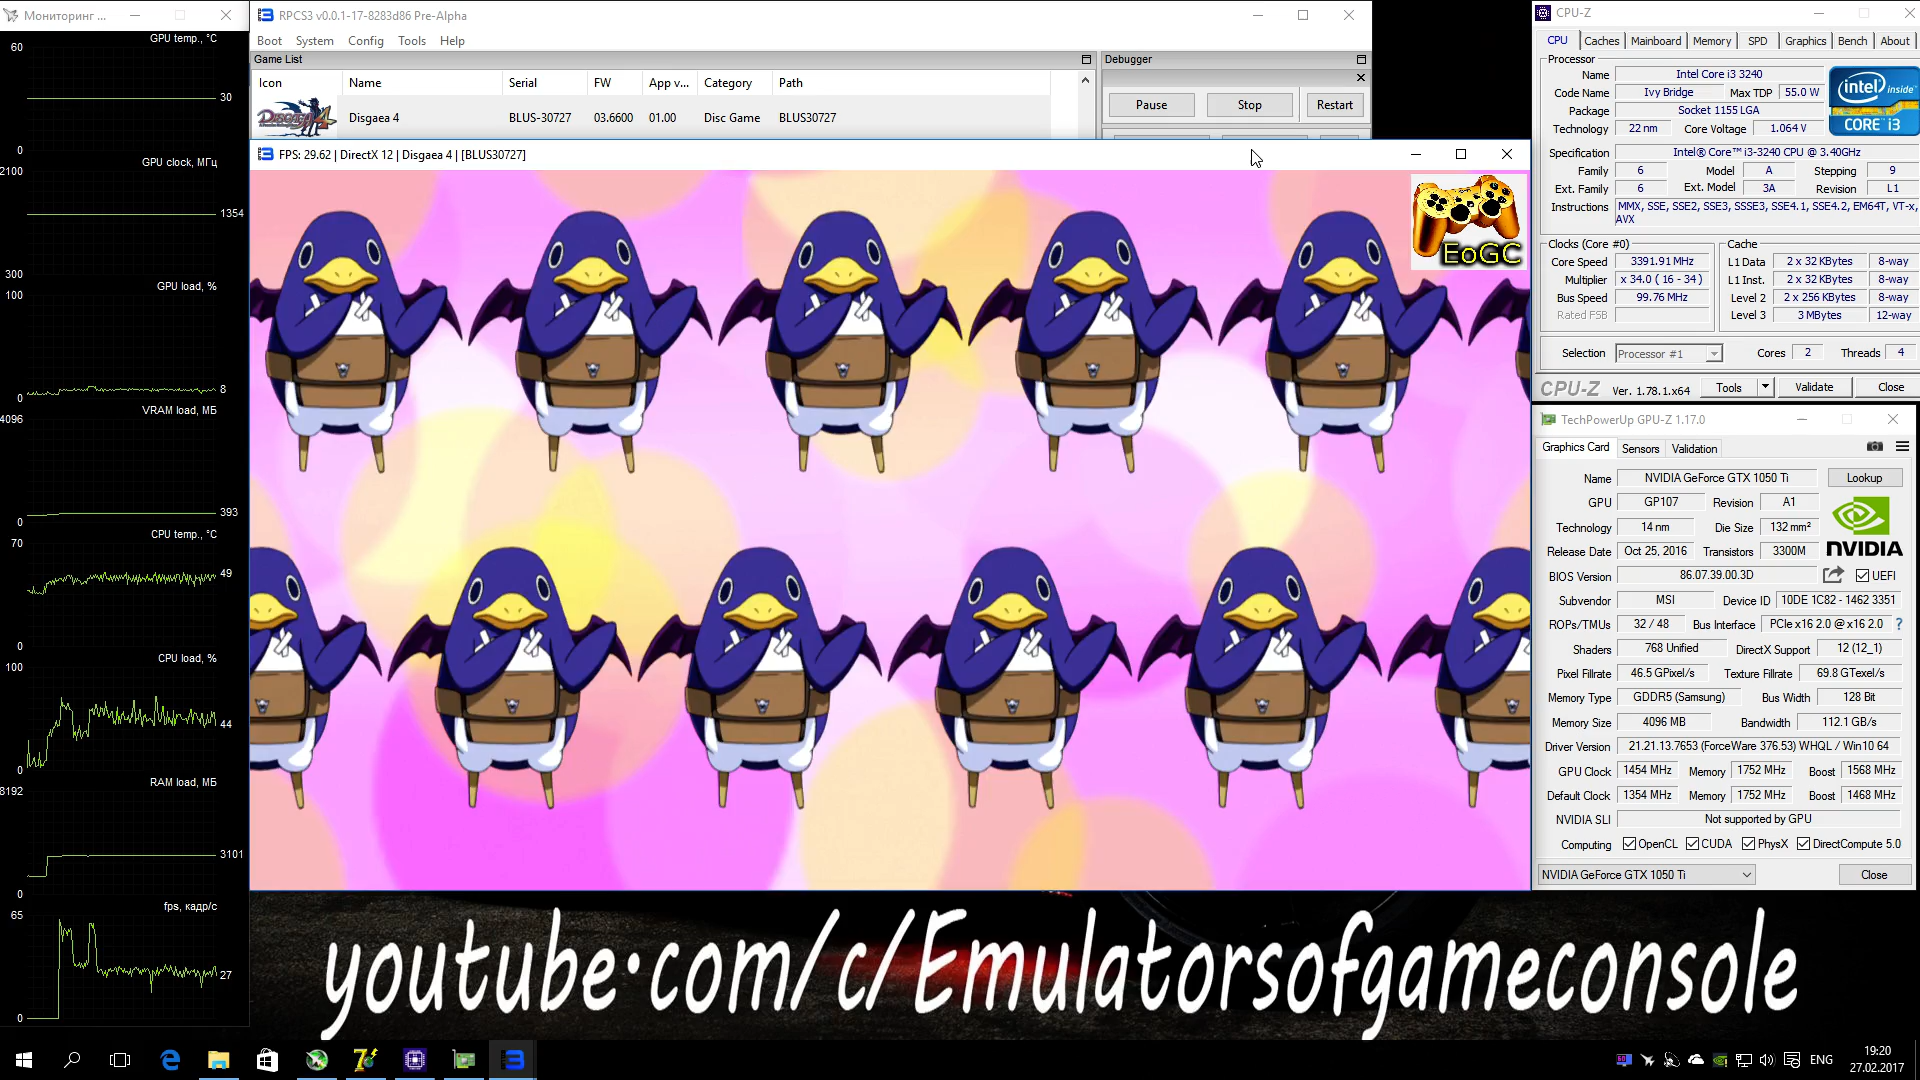 Мониторинг ...
GPU temp., °C
60
30
0
GPU clock, МГц
2100
1354
300
GPU load, %
100
8
0
VRAM load, МБ
4096
393
0
CPU temp., °C
70
49
0
CPU load, %
100
44
0
RAM load, МБ
8192
3101
0
fps, кадр/с
65
27
0
RPCS3 v0.0.1-17-8283d86 Pre-Alpha
Boot System Config Tools Help
Game List
Icon Name Serial FW App v... Category Path
DISGAEA 4 Disgaea 4 BLUS-30727 03.6600 01.00 Disc Game BLUS30727
Debugger
Pause Stop Restart
FPS: 29.62 | DirectX 12 | Disgaea 4 | [BLUS30727]
EoGC
CPU-Z
CPU Caches Mainboard Memory SPD Graphics Bench About
Processor
Name Intel Core i3 3240
Code Name Ivy Bridge Max TDP 55.0 W
Package Socket 1155 LGA
Technology 22 nm Core Voltage 1.064 V
intel inside™
CORE i3
Specification Intel® Core™ i3-3240 CPU @ 3.40GHz
Family 6 Model A Stepping 9
Ext. Family 6 Ext. Model 3A Revision L1
Instructions MMX, SSE, SSE2, SSE3, SSSE3, SSE4.1, SSE4.2, EM64T, VT-x,
AVX
Clocks (Core #0)
Core Speed 3391.91 MHz
Multiplier x 34.0 ( 16 - 34 )
Bus Speed 99.76 MHz
Rated FSB
Cache
L1 Data 2 x 32 KBytes 8-way
L1 Inst. 2 x 32 KBytes 8-way
Level 2 2 x 256 KBytes 8-way
Level 3 3 MBytes 12-way
Selection Processor #1 Cores 2 Threads 4
CPU-Z Ver. 1.78.1.x64 Tools Validate Close
TechPowerUp GPU-Z 1.17.0
Graphics Card Sensors Validation
Name NVIDIA GeForce GTX 1050 Ti Lookup
GPU GP107 Revision A1
Technology 14 nm Die Size 132 mm²
Release Date Oct 25, 2016 Transistors 3300M
NVIDIA
BIOS Version 86.07.39.00.3D UEFI
Subvendor MSI Device ID 10DE 1C82 - 1462 3351
ROPs/TMUs 32 / 48 Bus Interface PCIe x16 2.0 @ x16 2.0 ?
Shaders 768 Unified DirectX Support 12 (12_1)
Pixel Fillrate 46.5 GPixel/s Texture Fillrate 69.8 GTexel/s
Memory Type GDDR5 (Samsung) Bus Width 128 Bit
Memory Size 4096 MB Bandwidth 112.1 GB/s
Driver Version 21.21.13.7653 (ForceWare 376.53) WHQL / Win10 64
GPU Clock 1454 MHz Memory 1752 MHz Boost 1568 MHz
Default Clock 1354 MHz Memory 1752 MHz Boost 1468 MHz
NVIDIA SLI Not supported by GPU
Computing OpenCL CUDA PhysX DirectCompute 5.0
NVIDIA GeForce GTX 1050 Ti Close
youtube.com/c/Emulatorsofgameconsole
ENG
19:20
27.02.2017